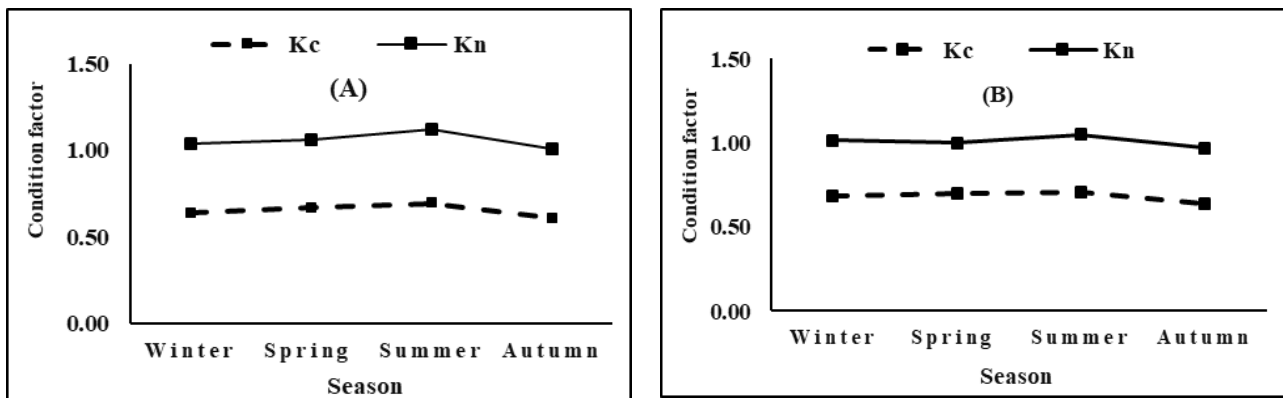 Kc Kn
(A)
1.50
1.00
0.50
0.00
Condition factor
Winter Spring Summer Autumn
Season
Kc Kn
(B)
1.50
1.00
0.50
0.00
Condition factor
Winter Spring Summer Autumn
Season